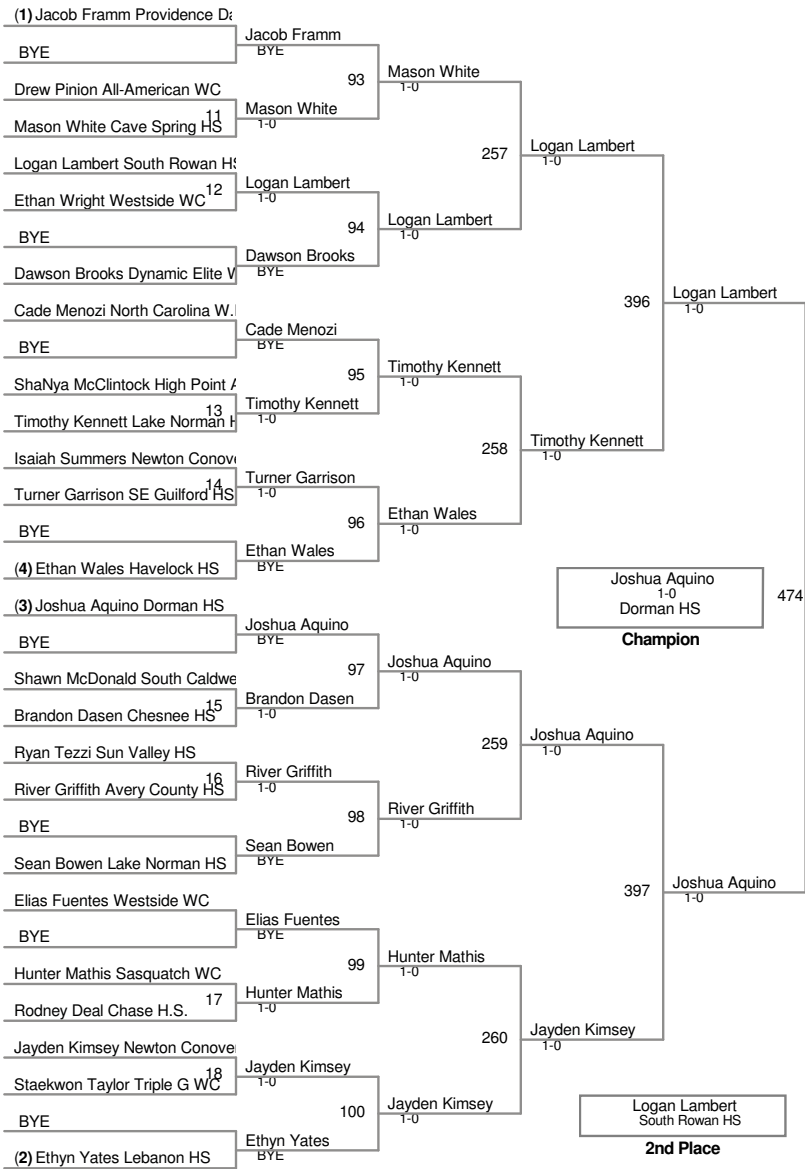 (1) Jacob Framm Providence Da
BYE
Drew Pinion All-American WC
11
Mason White Cave Spring HS
Logan Lambert South Rowan HS
12
Ethan Wright Westside WC
BYE
Dawson Brooks Dynamic Elite W
Cade Menozi North Carolina W.
BYE
ShaNya McClintock High Point A
13
Timothy Kennett Lake Norman H
Isaiah Summers Newton Conove
14
Turner Garrison SE Guilford HS
BYE
(4) Ethan Wales Havelock HS
(3) Joshua Aquino Dorman HS
BYE
Shawn McDonald South Caldwe
15
Brandon Dasen Chesnee HS
Ryan Tezzi Sun Valley HS
16
River Griffith Avery County HS
BYE
Sean Bowen Lake Norman HS
Elias Fuentes Westside WC
BYE
Hunter Mathis Sasquatch WC
17
Rodney Deal Chase H.S.
Jayden Kimsey Newton Conover
18
Staekwon Taylor Triple G WC
BYE
(2) Ethyn Yates Lebanon HS
Jacob Framm
BYE
93
Mason White
1-0
Logan Lambert
1-0
94
Dawson Brooks
BYE
Cade Menozi
BYE
95
Timothy Kennett
1-0
Turner Garrison
1-0
96
Ethan Wales
BYE
Joshua Aquino
BYE
97
Brandon Dasen
1-0
River Griffith
1-0
98
Sean Bowen
BYE
Elias Fuentes
BYE
99
Hunter Mathis
1-0
Jayden Kimsey
1-0
100
Ethyn Yates
BYE
Mason White
1-0
257
Logan Lambert
1-0
Timothy Kennett
1-0
258
Ethan Wales
1-0
Joshua Aquino
1-0
259
River Griffith
1-0
Hunter Mathis
1-0
260
Jayden Kimsey
1-0
Logan Lambert
1-0
396
Timothy Kennett
1-0
Joshua Aquino
1-0
397
Jayden Kimsey
1-0
Logan Lambert
1-0
474
Joshua Aquino
1-0
Joshua Aquino
1-0
Dorman HS
Champion
Logan Lambert
South Rowan HS
2nd Place